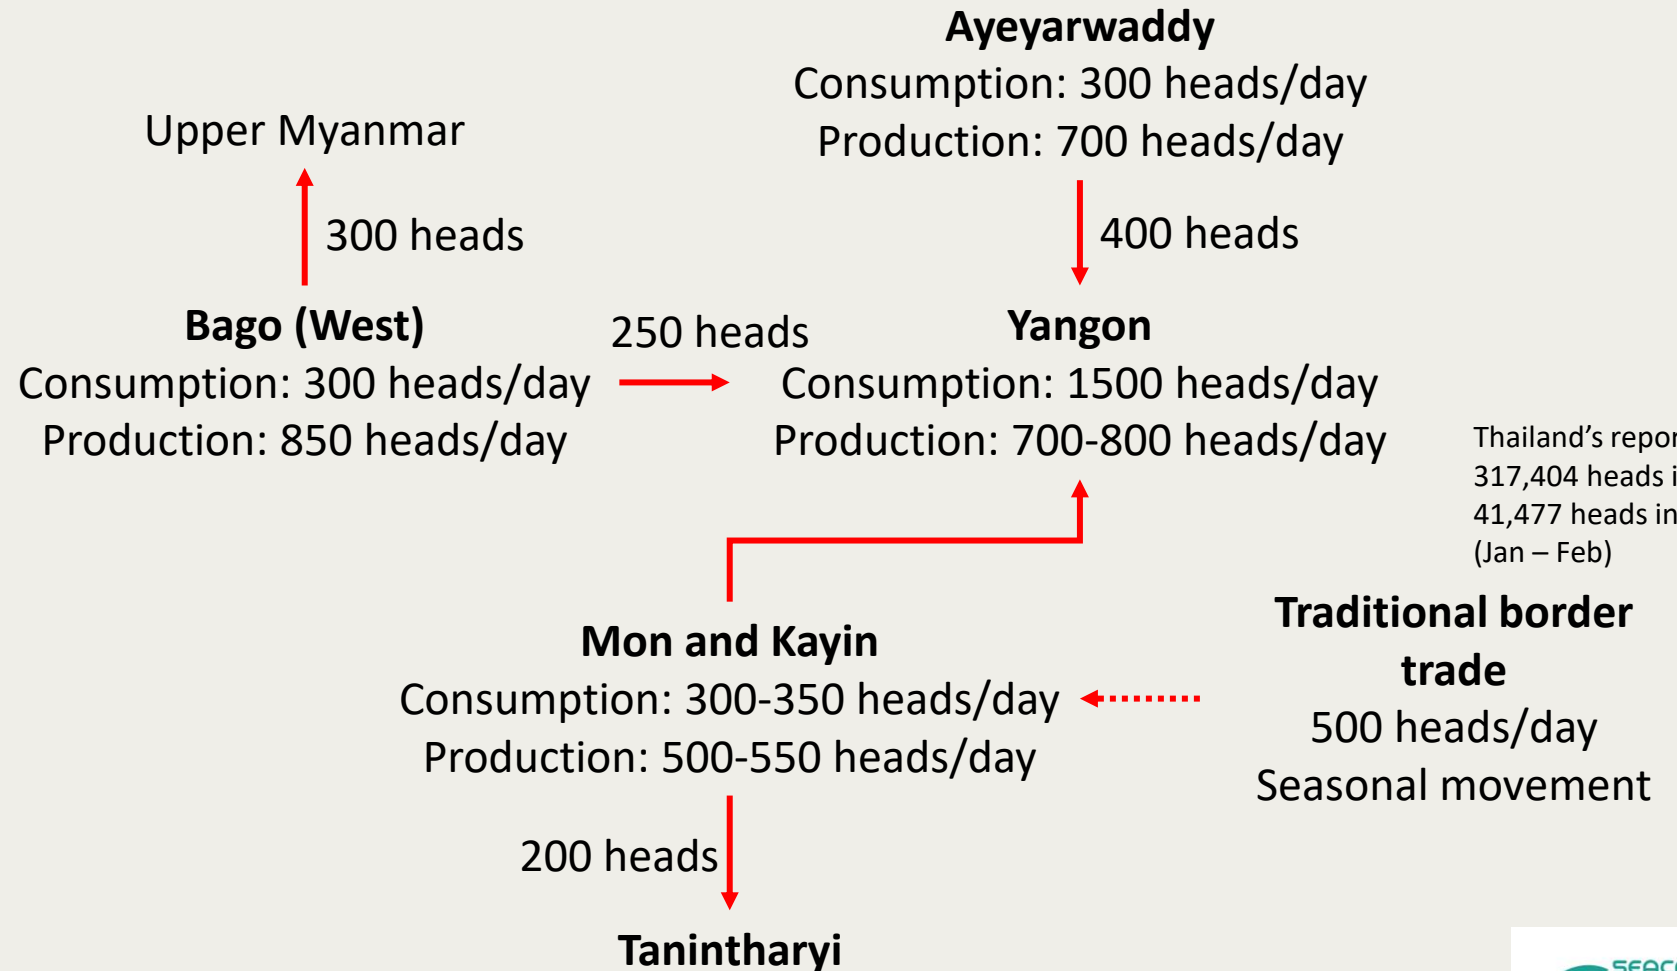 Ayeyarwaddy
Consumption: 300 heads/day
Production: 700 heads/day
Upper Myanmar
300 heads
400 heads
Bago (West)
Consumption: 300 heads/day
Production: 850 heads/day
250 heads
Yangon
Consumption: 1500 heads/day
Production: 700-800 heads/day
Thailand's
317,404 heads
41,477 heads in
(Jan – Feb)
Mon and Kayin
Consumption: 300-350 heads/day
Production: 500-550 heads/day
Traditional border
trade
500 heads/day
Seasonal movement
200 heads
Tanintharyi